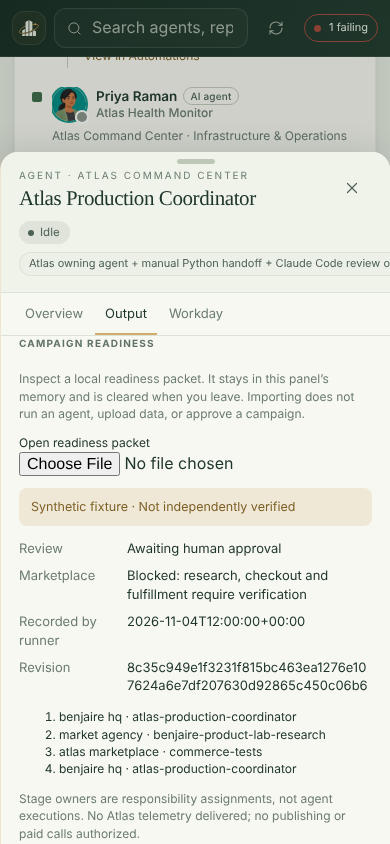 Search agents, rep
1 failing
View in Automations
Priya Raman AI agent
Atlas Health Monitor
Atlas Command Center · Infrastructure & Operations
AGENT · ATLAS COMMAND CENTER
Atlas Production Coordinator
Idle
Atlas owning agent + manual Python handoff + Claude Code review o
Overview Output Workday
CAMPAIGN READINESS
Inspect a local readiness packet. It stays in this panel's
memory and is cleared when you leave. Importing does not
run an agent, upload data, or approve a campaign.
Open readiness packet
Choose File No file chosen
Synthetic fixture · Not independently verified
Review Awaiting human approval
Marketplace Blocked: research, checkout and
fulfillment require verification
Recorded by 2026-11-04T12:00:00+00:00
runner
Revision 8c35c949e1f3231f815bc463ea1276e10
7624a6e7df207630d92865c450c06b6
1. benjaire hq · atlas-production-coordinator
2. market agency · benjaire-product-lab-research
3. atlas marketplace · commerce-tests
4. benjaire hq · atlas-production-coordinator
Stage owners are responsibility assignments, not agent
executions. No Atlas telemetry delivered; no publishing or
paid calls authorized.